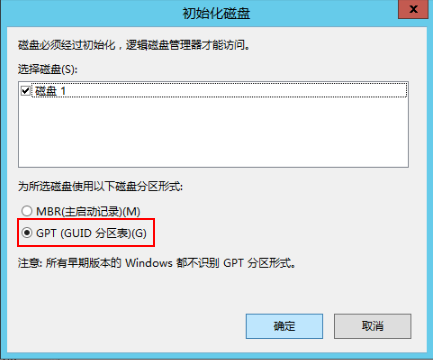 初始化磁盘
x
磁盘必须经过初始化，逻辑磁盘管理器才能访问。
选择磁盘(S):
磁盘 1
为所选磁盘使用以下磁盘分区形式:
MBR(主启动记录)(M)
GPT (GUID 分区表)(G)
注意: 所有早期版本的 Windows 都不识别 GPT 分区形式。
确定 取消